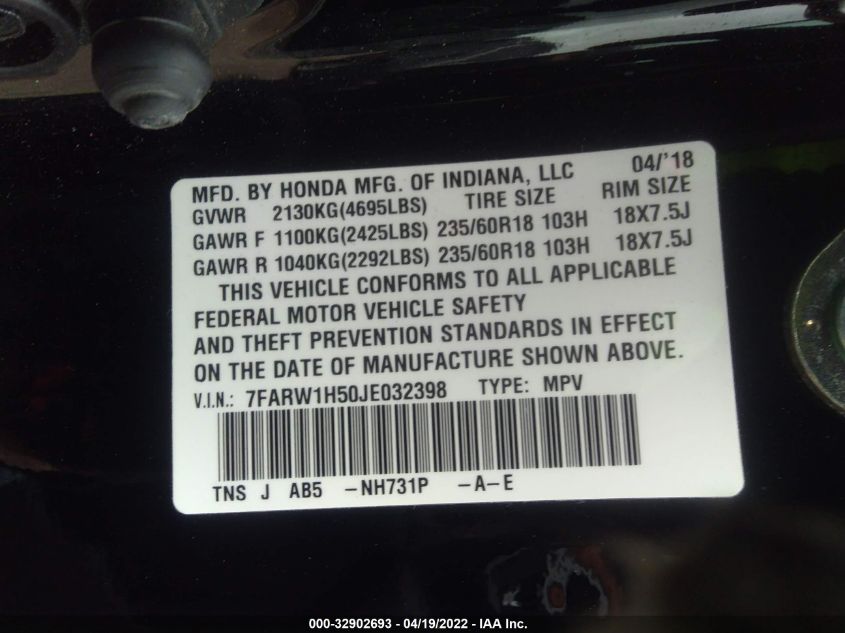 MFD. BY HONDA MFG. OF INDIANA, LLC 04/'18
GVWR 2130KG(4695LBS) TIRE SIZE RIM SIZE
GAWR F 1100KG(2425LBS) 235/60R18 103H 18X7.5J
GAWR R 1040KG(2292LBS) 235/60R18 103H 18X7.5J
THIS VEHICLE CONFORMS TO ALL APPLICABLE
FEDERAL MOTOR VEHICLE SAFETY
AND THEFT PREVENTION STANDARDS IN EFFECT
ON THE DATE OF MANUFACTURE SHOWN ABOVE.
V.I.N.: 7FARW1H50JE032398 TYPE: MPV
TNS J AB5 -NH731P -A-E
000-32902693 - 04/19/2022 - IAA Inc.